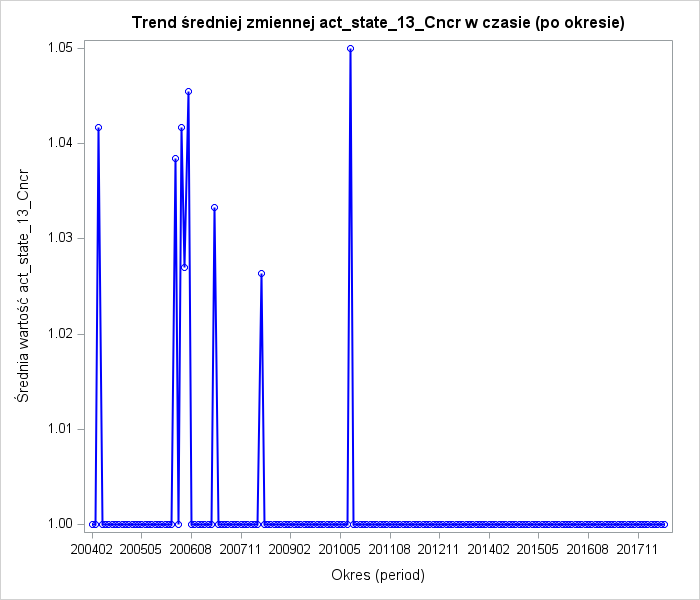 Trend średniej zmiennej act_state_13_Cncr w czasie (po okresie)
Średnia wartość act_state_13_Cncr
1.05
1.04
1.03
1.02
1.01
1.00
200402 200505 200608 200711 200902 201005 201108 201211 201402 201505 201608 201711
Okres (period)